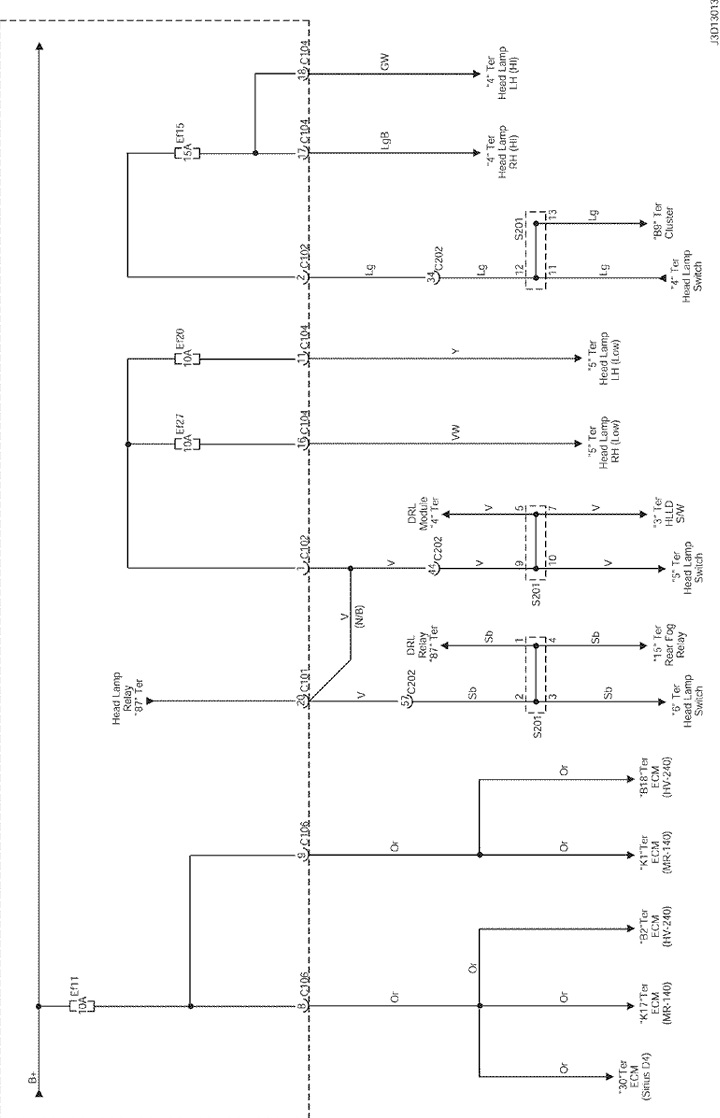 J3D13013
B+
Ef11
10A
8 C106
9 C106
Or
Or
Or
Or
Or
Or
Or
Or
"30"Ter
ECM
(Sirius D4)
"K17"Ter
ECM
(MR-140)
"B2"Ter
ECM
(HV-240)
"K1"Ter
ECM
(MR-140)
"B18"Ter
ECM
(HV-240)
Head Lamp
Relay
"87" Ter
29 C101
V
V
(N/B)
57 C202
Sb
S201
2
1
3
4
Sb
Sb
Sb
DRL
Relay
"87" Ter
"6" Ter
Head Lamp
Switch
"15" Ter
Rear Fog
Relay
1 C102
V
44 C202
V
S201
9
5
10
7
V
V
V
DRL
Module
"4" Ter
"5" Ter
Head Lamp
Switch
"3" Ter
HLLD
S/W
Ef27
10A
16 C104
VW
"5" Ter
Head Lamp
RH (Low)
Ef20
10A
11 C104
Y
"5" Ter
Head Lamp
LH (Low)
2 C102
Lg
34 C202
Lg
S201
12
11
13
Lg
Lg
"4" Ter
Head Lamp
Switch
"B9" Ter
Cluster
Ef15
15A
17 C104
LgB
"4" Ter
Head Lamp
RH (HI)
18 C104
GW
"4" Ter
Head Lamp
LH (HI)